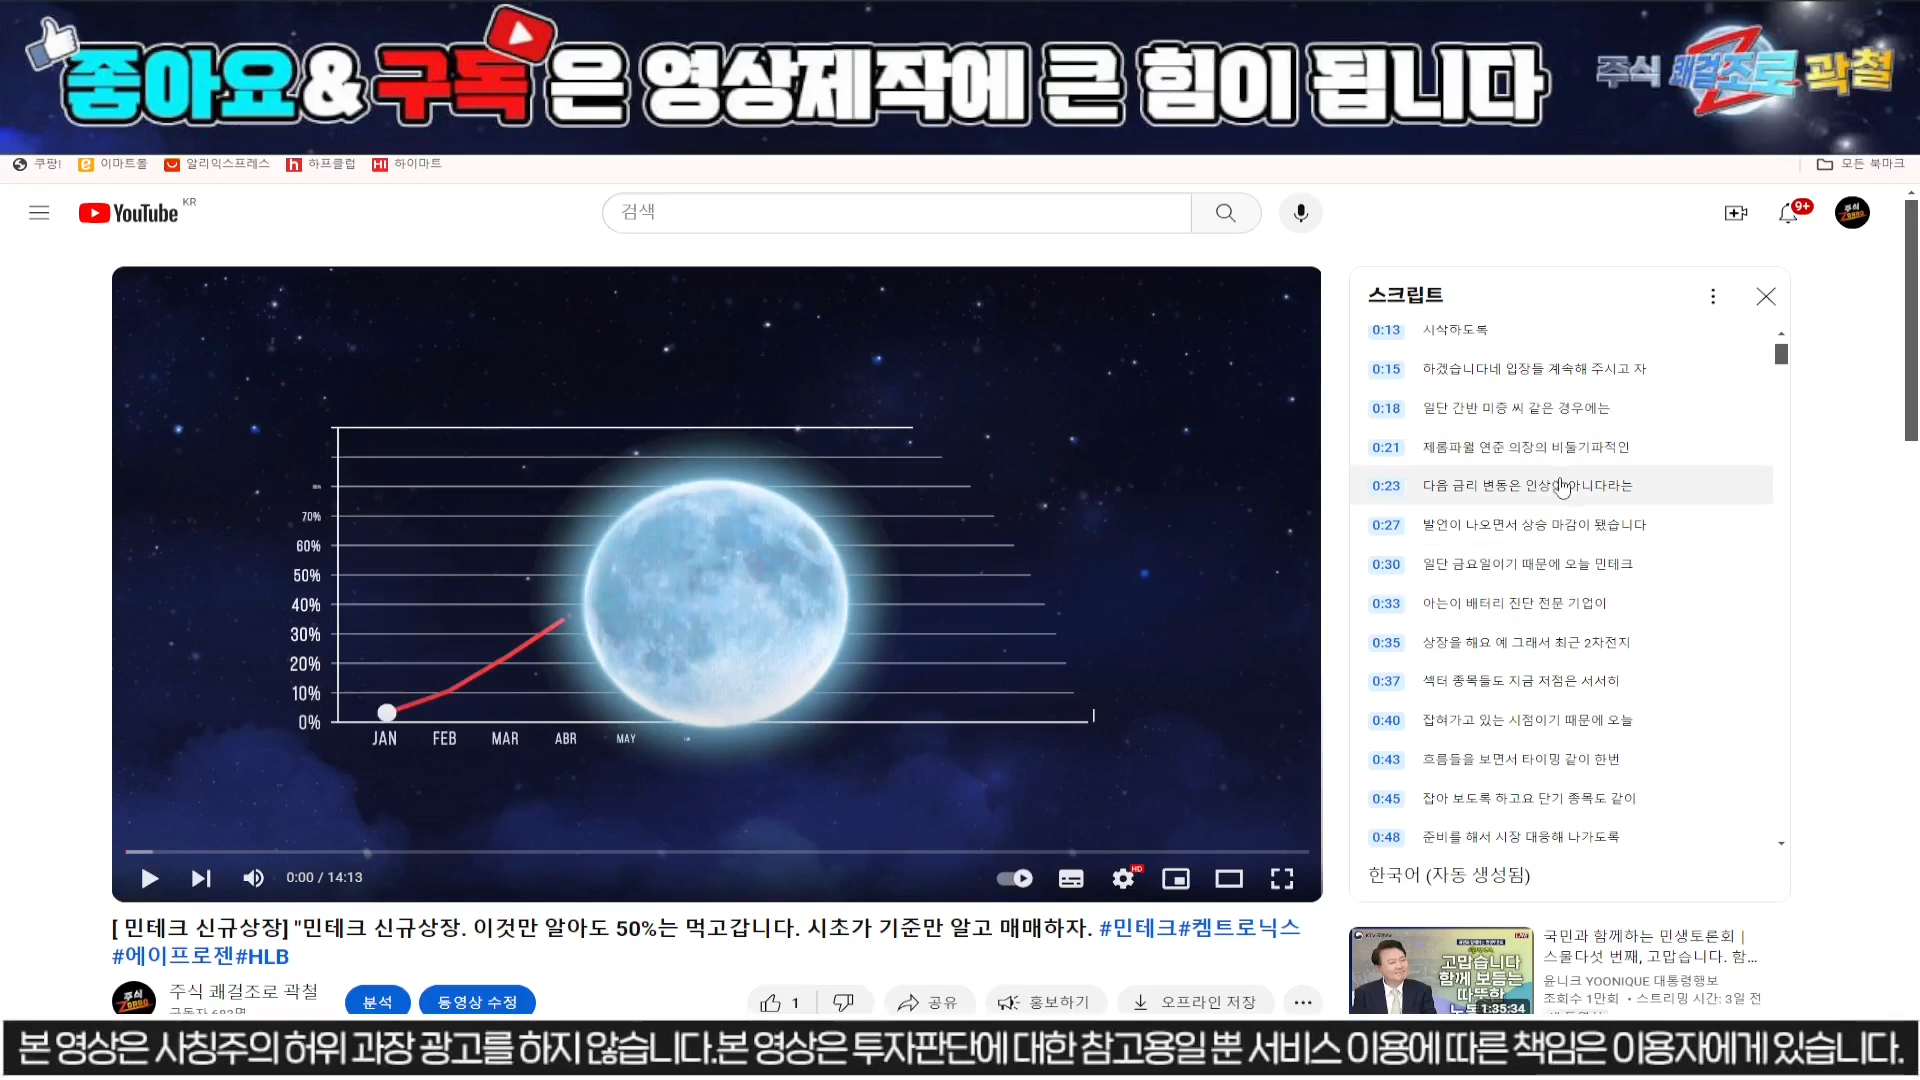 좋아요&구독은 영상제작에 큰 힘이 됩니다
주식 쾌걸조로 곽철
쿠팡! 이마트몰 알리익스프레스 하프클럽 하이마트 모든 북마크
YouTube KR
검색
9+
스크립트
0:13 시작하도록
0:15 하겠습니다네 입장들 계속해 주시고 자
0:18 일단 간반 미증 씨 같은 경우에는
0:21 제롬파월 연준 의장의 비둘기파적인
0:23 다음 금리 변동은 인상이 아니다라는
0:27 발언이 나오면서 상승 마감이 됐습니다
0:30 일단 금요일이기 때문에 오늘 민테크
0:33 아는이 배터리 진단 전문 기업이
0:35 상장을 해요 예 그래서 최근 2차전지
0:37 섹터 종목들도 지금 저점은 서서히
0:40 잡혀가고 있는 시점이기 때문에 오늘
0:43 흐름들을 보면서 타이밍 같이 한번
0:45 잡아 보도록 하고요 단기 종목도 같이
0:48 준비를 해서 시장 대응해 나가도록
한국어 (자동 생성됨)
70%
60%
50%
40%
30%
20%
10%
0%
JAN FEB MAR ABR MAY
0:00 / 14:13
HD
[ 민테크 신규상장] "민테크 신규상장. 이것만 알아도 50%는 먹고갑니다. 시초가 기준만 알고 매매하자. #민테크#켐트로닉스
#에이프로젠#HLB
주식 쾌걸조로 곽철
분석 동영상 수정 1 공유 홍보하기 오프라인 저장
고맙습니다
함께 보듬는
따뜻한
LIVE
1:35:34
국민과 함께하는 민생토론회 |
스물다섯 번째, 고맙습니다. 함...
윤니크 YOONIQUE 대통령행보
조회수 1만회 • 스트리밍 시간: 3일 전
본 영상은 사칭주의 허위 과장 광고를 하지 않습니다.본 영상은 투자판단에 대한 참고용일 뿐 서비스 이용에 따른 책임은 이용자에게 있습니다.